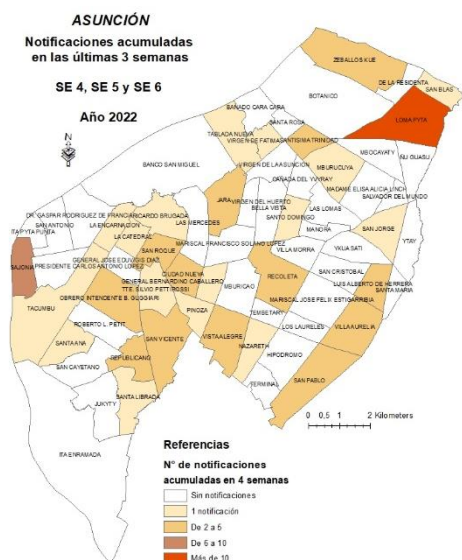 ASUNCIÓN
Notificaciones acumuladas
en las últimas 3 semanas
SE 4, SE 5 y SE 6
Año 2022
N
ZEBALLOS KUE
DE LA RESIDENTA
SAN BLAS
BOTANICO
LOMA PYTA
BAÑADO CARA CARA
SANTA ROSA
TABLADA NUEVA
VIRGEN DE FATIMA
SANTISIMA TRINIDAD
MBOCAYATY
ÑU GUASU
BANCO SAN MIGUEL
VIRGEN DE LA ASUNCION
MBURUCUYA
CAÑADA DEL YVYRAY
MADAME ELISA ALICIA LINCH
SALVADOR DEL MUNDO
JARA
VIRGEN DEL HUERTO
LAS LOMAS
BELLA VISTA
DR. GASPAR RODRIGUEZ DE FRANCIA
RICARDO BRUGADA
SAN ANTONIO
LA ENCARNACION
LAS MERCEDES
SANTO DOMINGO
MANORA
SAN JORGE
ITA PYTA PUNTA
LA CATEDRAL
MARISCAL FRANCISCO SOLANO LOPEZ
YTAY
SAN ROQUE
VILLA MORRA
YKUA SATI
SAJONIA
PRESIDENTE CARLOS ANTONIO LOPEZ
GENERAL JOSE EDUVIGIS DIAZ
CIUDAD NUEVA
RECOLETA
SAN CRISTOBAL
GENERAL BERNARDINO CABALLERO
LUIS ALBERTO DE HERRERA
SANTA MARIA
TACUMBU
OBRERO INTENDENTE B. GUGGIARI
TTE. SILVIO PETTIROSSI
MBURICAO
MARISCAL JOSE FELIX ESTIGARRIBIA
PINOZA
TEMBETARY
ROBERTO L. PETIT
LOS LAURELES
VILLA AURELIA
SANTA ANA
SAN VICENTE
VISTA ALEGRE
NAZARETH
HIPODROMO
REPUBLICANO
SAN CAYETANO
TERMINAL
SAN PABLO
JUKYTY
SANTA LIBRADA
ITA ENRAMADA
0 0,5 1 2 Kilometers
Referencias
N° de notificaciones
acumuladas en 4 semanas
Sin notificaciones
1 notificación
De 2 a 5
De 6 a 10
Más de 10